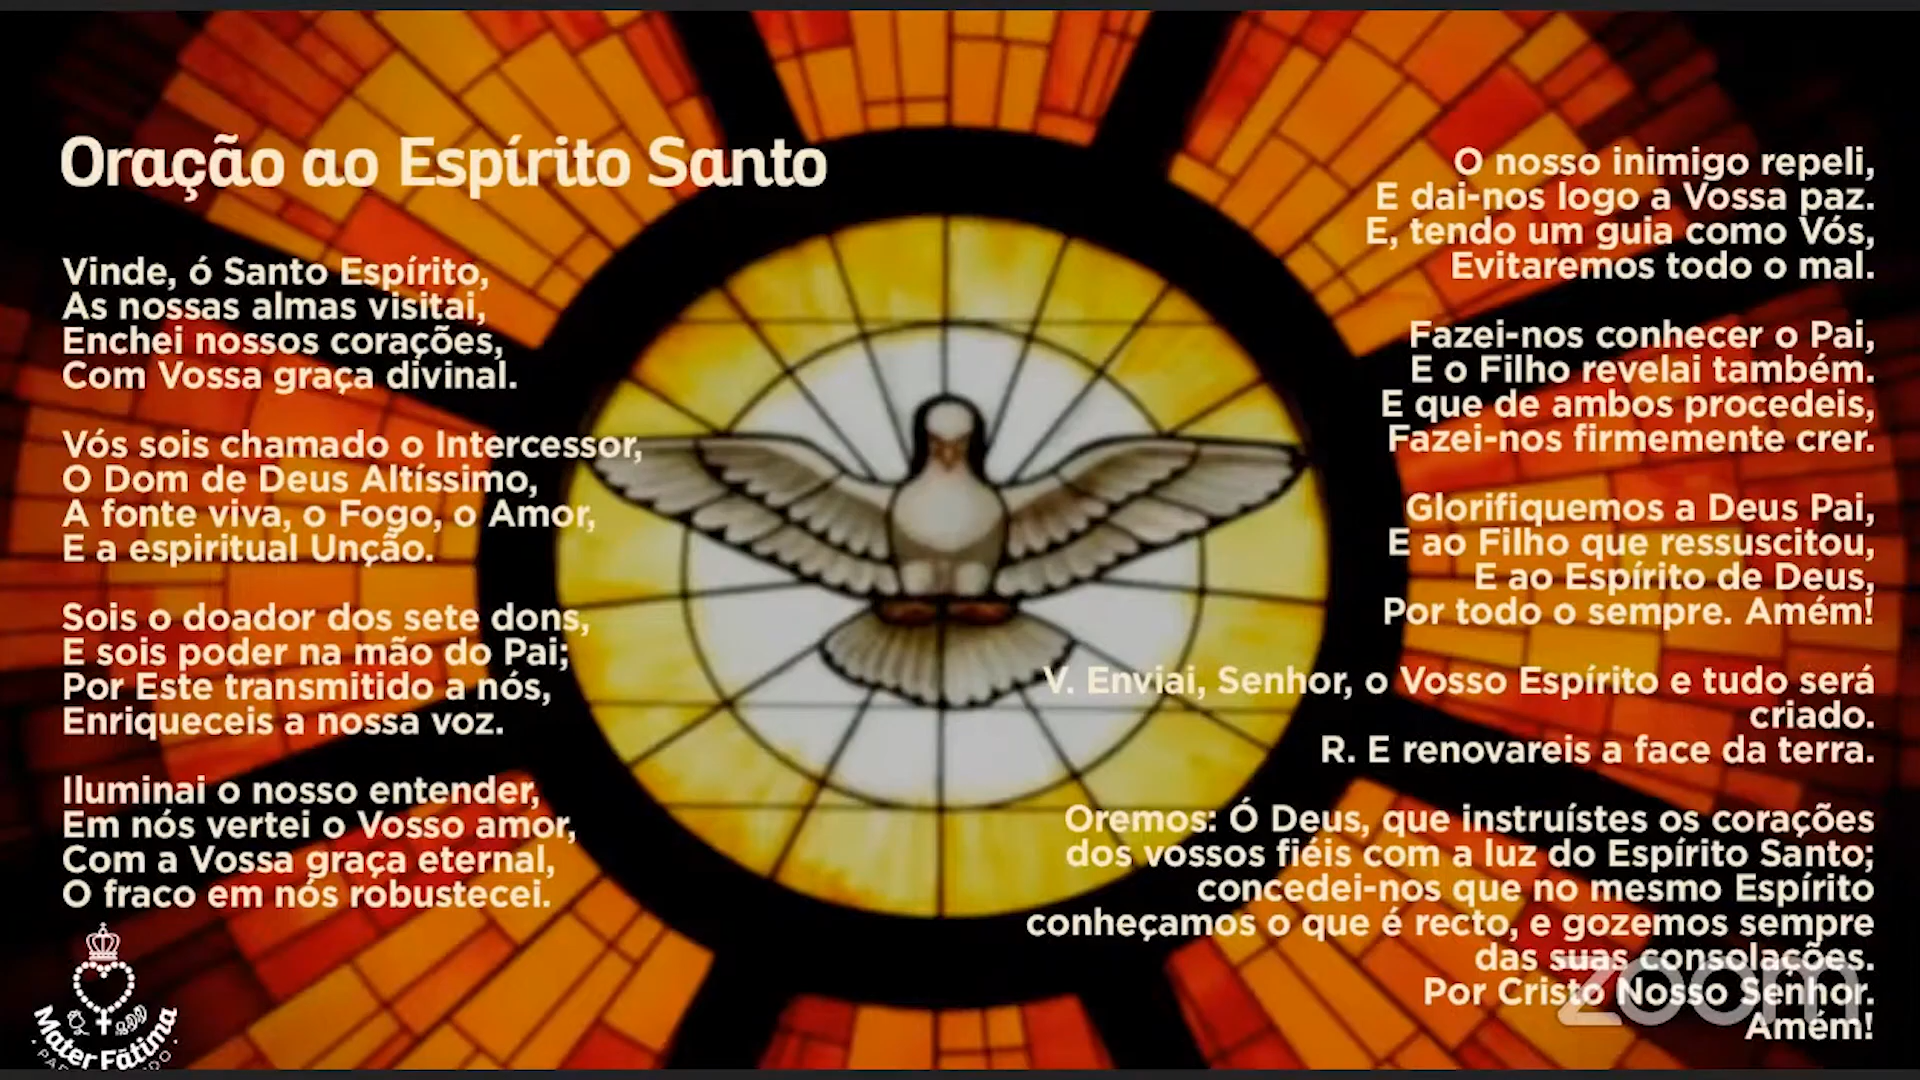 Oração ao Espírito Santo
Vinde, ó Santo Espírito,
As nossas almas visitai,
Enchei nossos corações,
Com Vossa graça divinal.
Vós sois chamado o Intercessor,
O Dom de Deus Altíssimo,
A fonte viva, o Fogo, o Amor,
E a espiritual Unção.
Sois o doador dos sete dons,
E sois poder na mão do Pai;
Por Este transmitido a nós,
Enriqueceis a nossa voz.
Iluminai o nosso entender,
Em nós vertei o Vosso amor,
Com a Vossa graça eternal,
O fraco em nós robustecei.
O nosso inimigo repeli,
E dai-nos logo a Vossa paz.
E, tendo um guia como Vós,
Evitaremos todo o mal.
Fazei-nos conhecer o Pai,
E o Filho revelai também.
E que de ambos procedeis,
Fazei-nos firmemente crer.
Glorifiquemos a Deus Pai,
E ao Filho que ressuscitou,
E ao Espírito de Deus,
Por todo o sempre. Amém!
V. Enviai, Senhor, o Vosso Espírito e tudo será
criado.
R. E renovareis a face da terra.
Oremos: Ó Deus, que instruístes os corações
dos vossos fiéis com a luz do Espírito Santo;
concedei-nos que no mesmo Espírito
conheçamos o que é recto, e gozemos sempre
das suas consolações.
Por Cristo Nosso Senhor.
Amém!
zoom
Mater Fátima